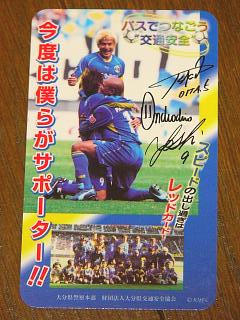 パスでつなごう
交通安全
今度は僕らがサポーター!!
スピードの出し過ぎは
レッドカード
9
大分県警察本部 財団法人大分県交通安全協会